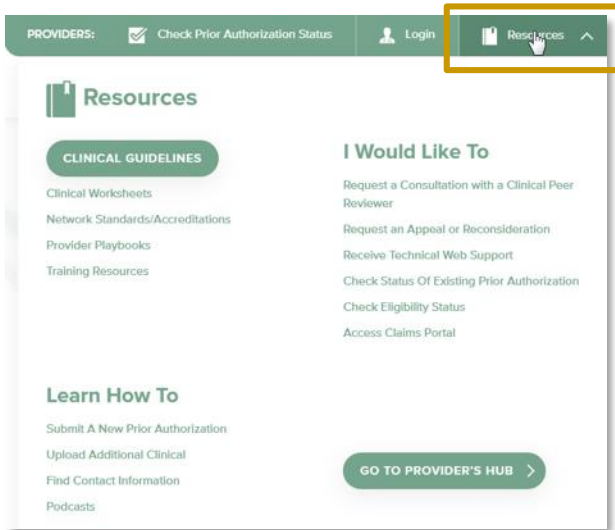 PROVIDERS: Check Prior Authorization Status Login Resources
Resources
CLINICAL GUIDELINES
Clinical Worksheets
Network Standards/Accreditations
Provider Playbooks
Training Resources
I Would Like To
Request a Consultation with a Clinical Peer
Reviewer
Request an Appeal or Reconsideration
Receive Technical Web Support
Check Status Of Existing Prior Authorization
Check Eligibility Status
Access Claims Portal
Learn How To
Submit A New Prior Authorization
Upload Additional Clinical
Find Contact Information
Podcasts
GO TO PROVIDER'S HUB